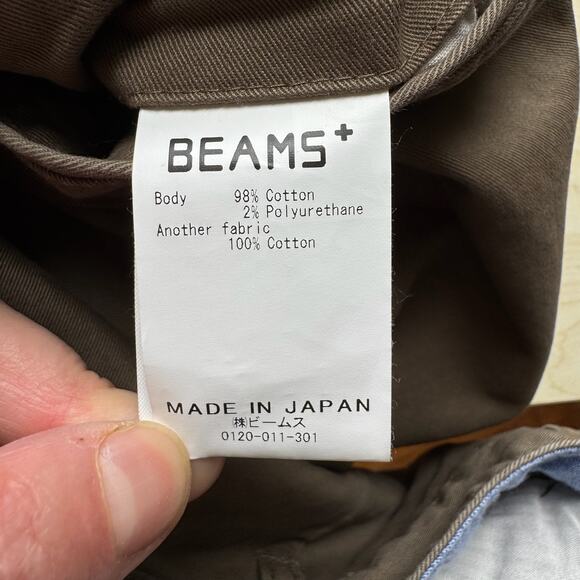 BEAMS+
Body 98% Cotton
2% Polyurethane
Another fabric
100% Cotton
MADE IN JAPAN
㈱ビームス
0120-011-301